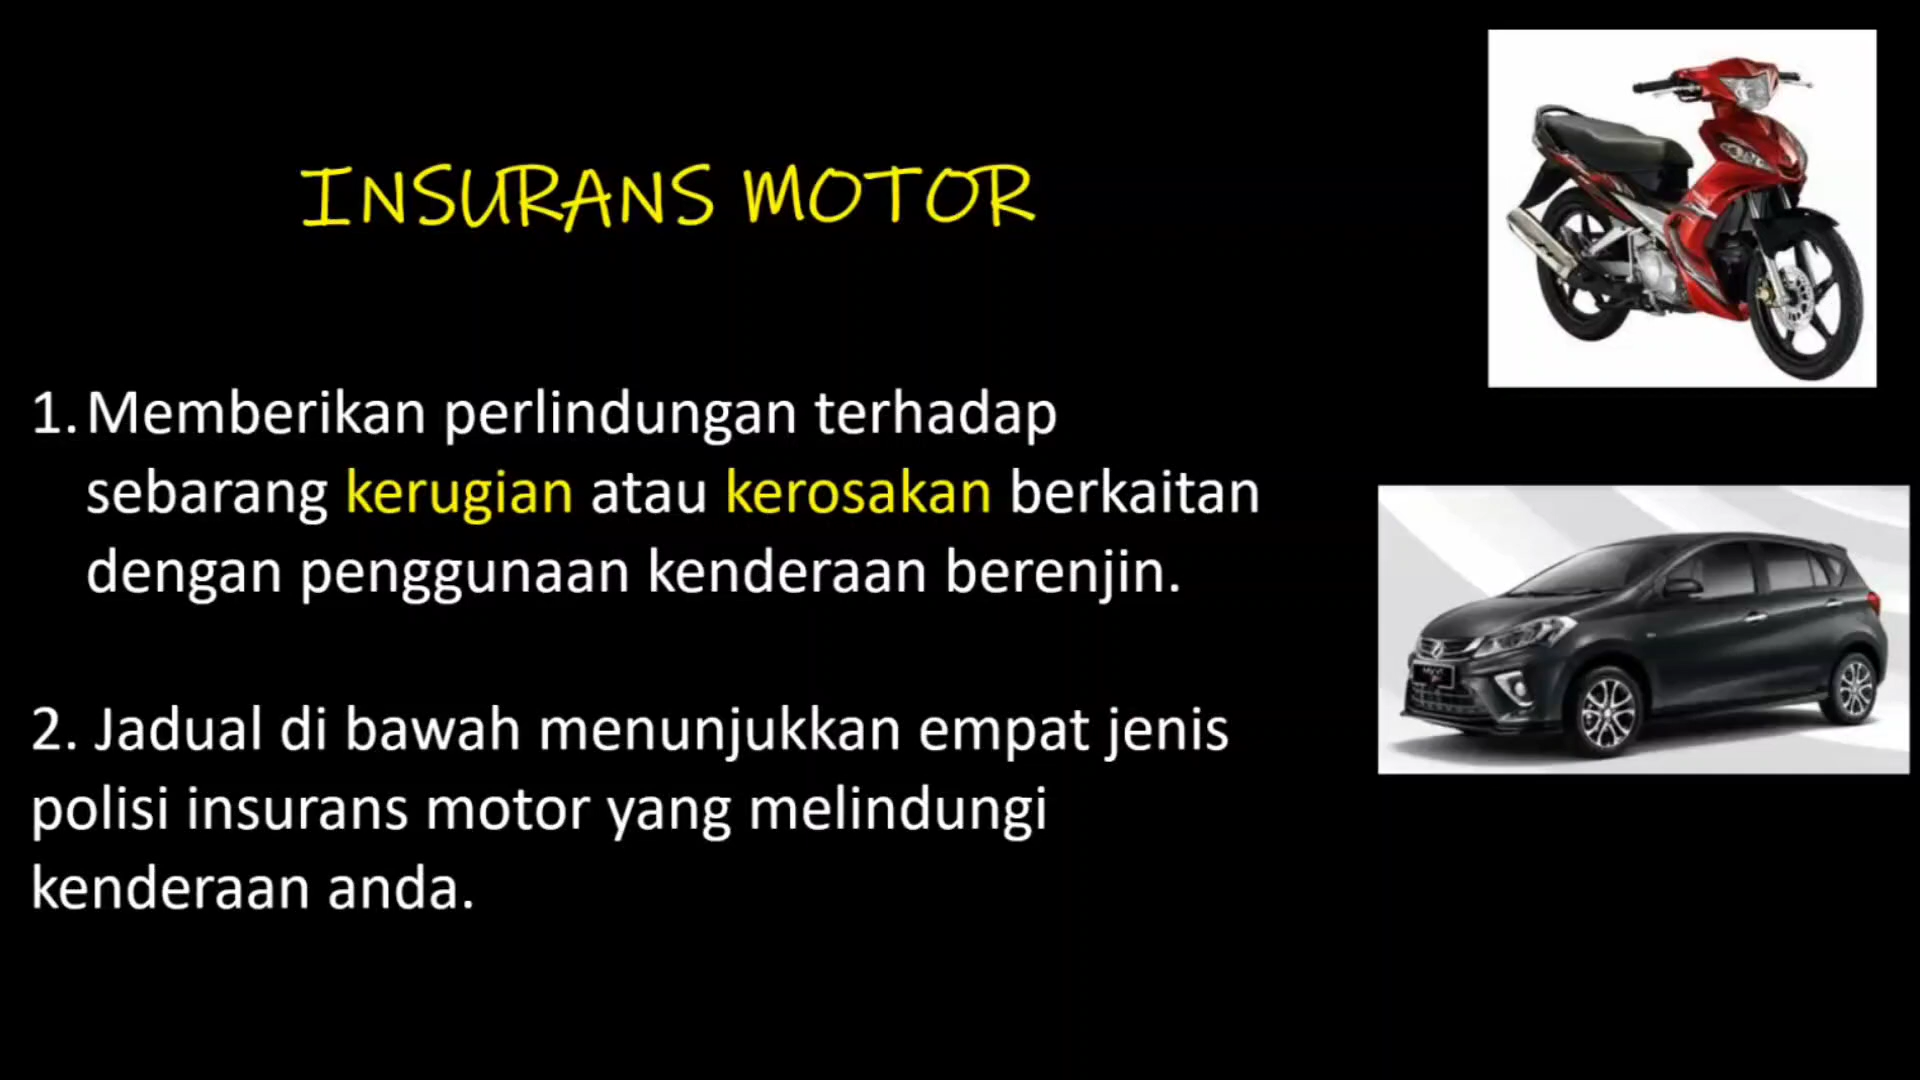 INSURANS MOTOR
1. Memberikan perlindungan terhadap
sebarang kerugian atau kerosakan berkaitan
dengan penggunaan kenderaan berenjin.
2. Jadual di bawah menunjukkan empat jenis
polisi insurans motor yang melindungi
kenderaan anda.